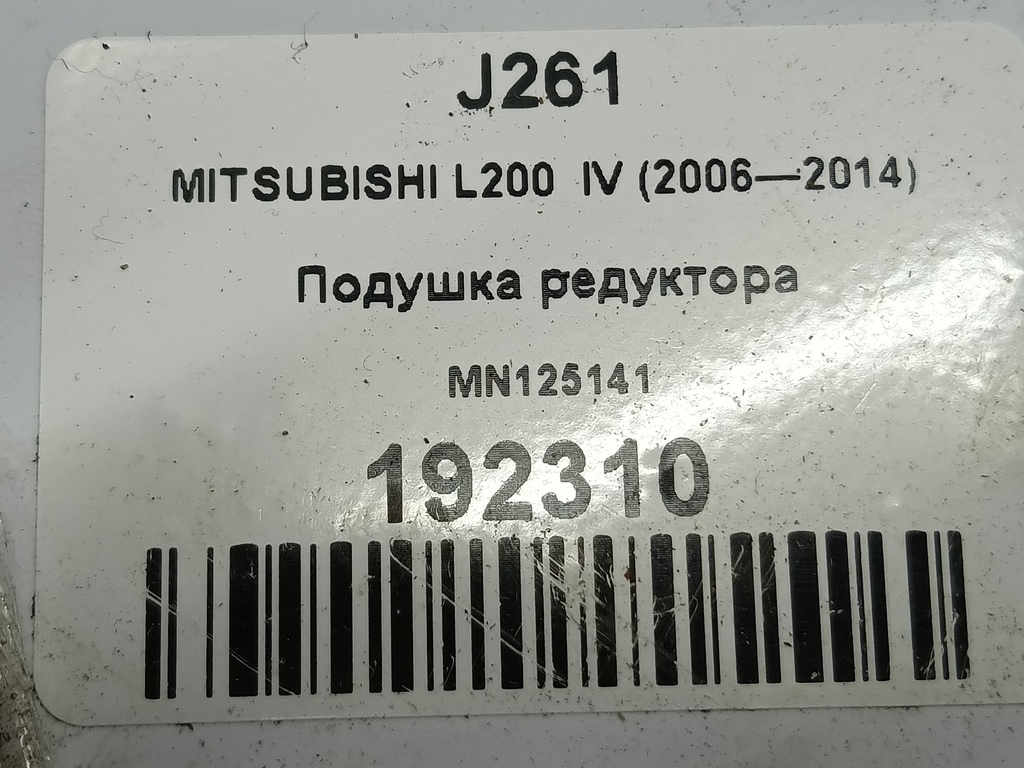 J261
MITSUBISHI L200 IV (2006—2014)
Подушка редуктора
MN125141
192310